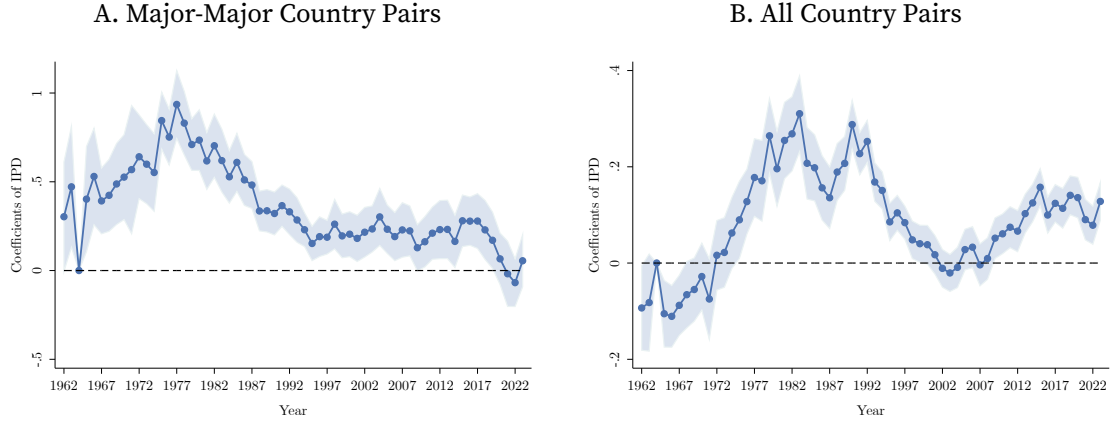 A. Major-Major Country Pairs
1
.5
0
-.5
Coefficients of IPD
1962 1967 1972 1977 1982 1987 1992 1997 2002 2007 2012 2017 2022
Year
B. All Country Pairs
.4
.2
0
-.2
Coefficients of IPD
1962 1967 1972 1977 1982 1987 1992 1997 2002 2007 2012 2017 2022
Year